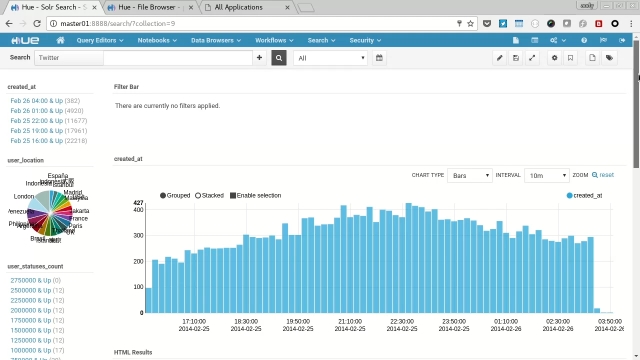 Hue - Solr Search - S
Hue - File Browser - p
All Applications
master01:8888/search/?collection=9
HUE
Query Editors
Notebooks
Data Browsers
Workflows
Search
Security
Search
Twitter
All
created_at
Feb 26 04:00 & Up (382)
Feb 26 01:00 & Up (4920)
Feb 25 22:00 & Up (11677)
Feb 25 19:00 & Up (17961)
Feb 25 16:00 & Up (22218)
user_location
España
Madrid
Malaysia
Jakarta
France
Paris
London
Istanbul
user_statuses_count
2750000 & Up (0)
2500000 & Up (12)
2250000 & Up (12)
2000000 & Up (12)
1750000 & Up (12)
1500000 & Up (12)
1250000 & Up (12)
1000000 & Up (17)
Filter Bar
There are currently no filters applied.
created_at
CHART TYPE
Bars
INTERVAL
10m
ZOOM
reset
Grouped
Stacked
Enable selection
created_at
427
400
300
200
100
0
17:10:00 2014-02-25
18:30:00 2014-02-25
19:50:00 2014-02-25
21:10:00 2014-02-25
22:30:00 2014-02-25
23:50:00 2014-02-25
01:10:00 2014-02-26
02:30:00 2014-02-26
03:50:00 2014-02-26
HTML Results